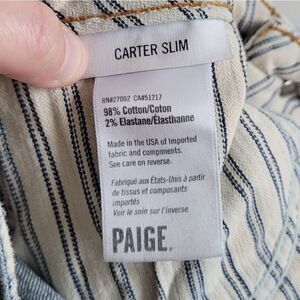 CARTER SLIM
RN#27002 CA#51217
98% Cotton/Coton
2% Elastane/Élasthanne
Made in the USA of Imported
fabric and components.
See care on reverse.
Fabriqué aux États-Unis à partir
de tissus et composants
importés
Voir le soin sur l'inverse.
PAIGE.